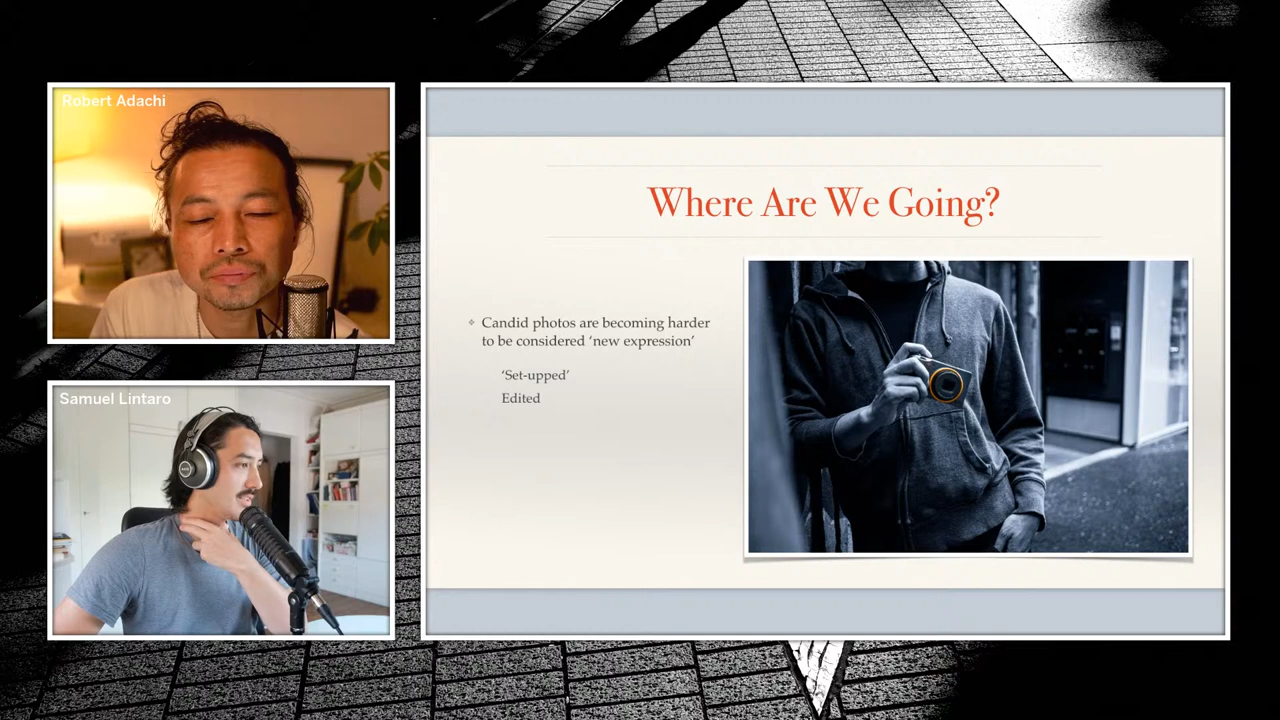 Robert Adachi
Samuel Lintaro
Where Are We Going?
Candid photos are becoming harder
to be considered ‘new expression’
‘Set-upped’
Edited